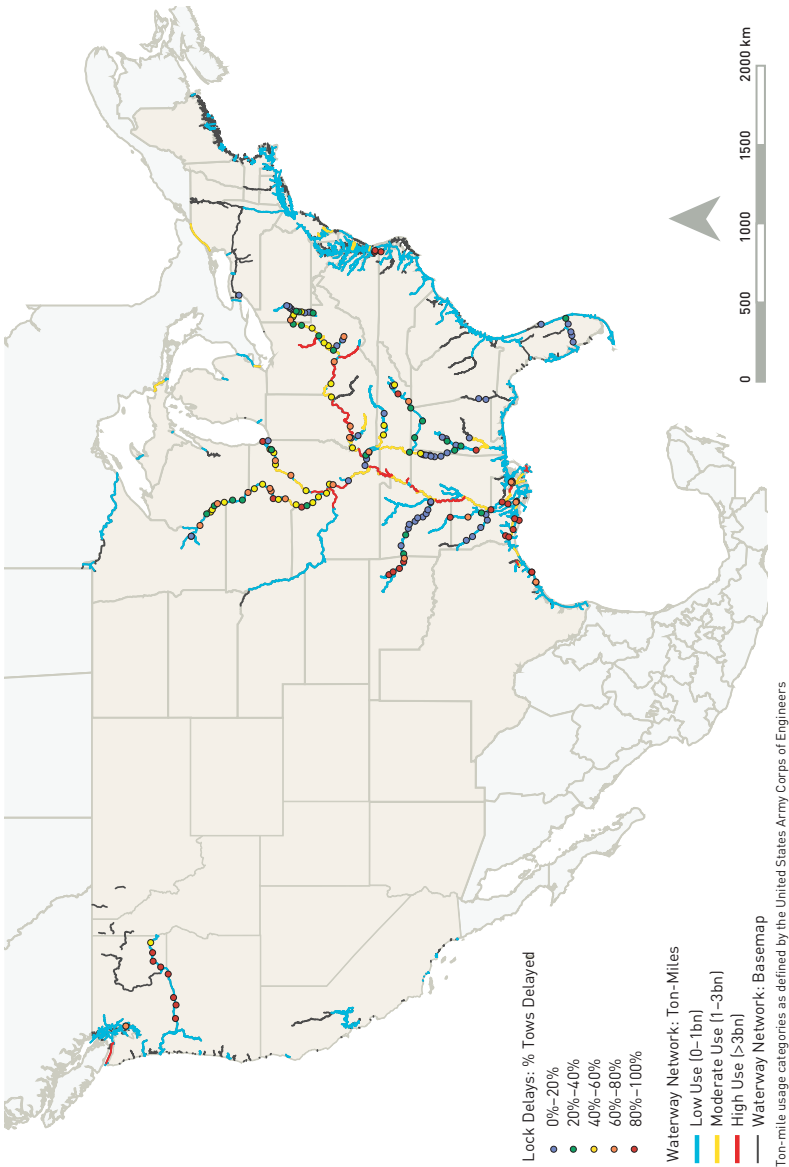 0
500
1000
1500
2000 km
Lock Delays: % Tows Delayed
0%–20%
20%–40%
40%–60%
60%–80%
80%–100%
Waterway Network: Ton-Miles
Low Use (0–1bn)
Moderate Use (1–3bn)
High Use (>3bn)
Waterway Network: Basemap
Ton-mile usage categories as defined by the United States Army Corps of Engineers